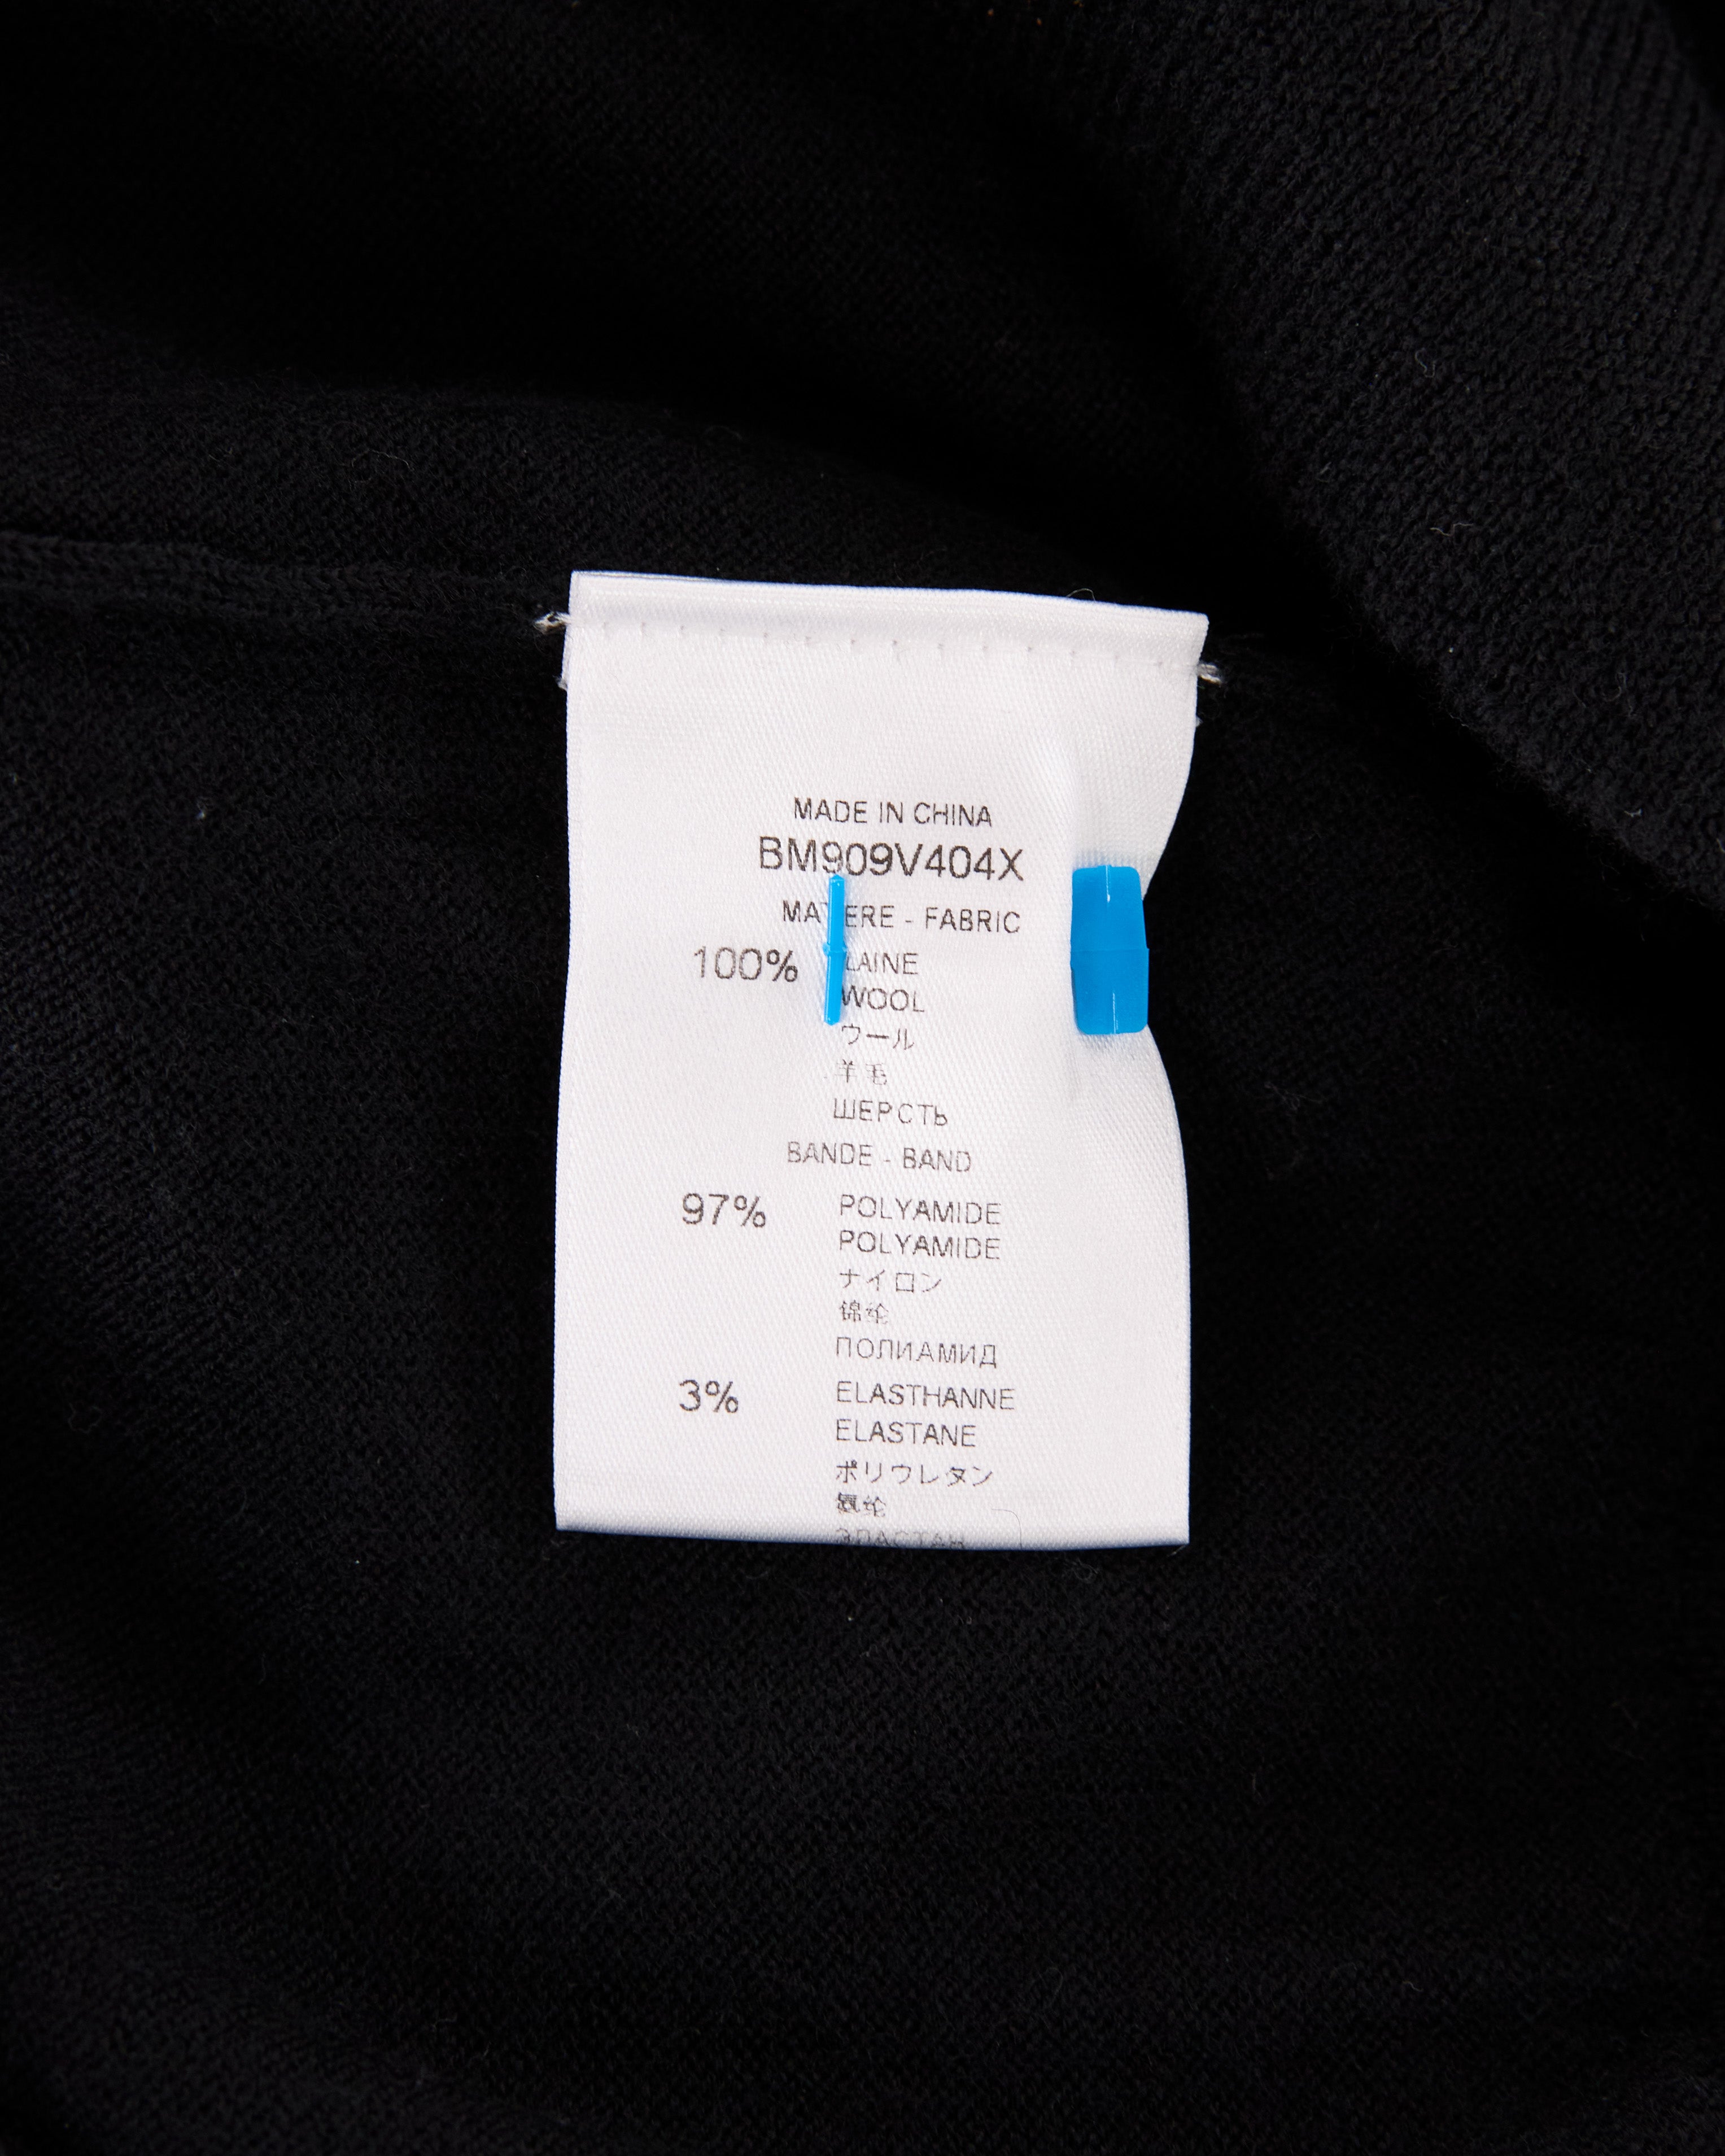 MADE IN CHINA
BM909V404X
MATIERE - FABRIC
100% LAINE
WOOL
ウール
羊毛
ШЕРСТЬ
BANDE - BAND
97% POLYAMIDE
POLYAMIDE
ナイロン
锦纶
ПОЛИАМИД
3% ELASTHANNE
ELASTANE
ポリウレタン
氨纶